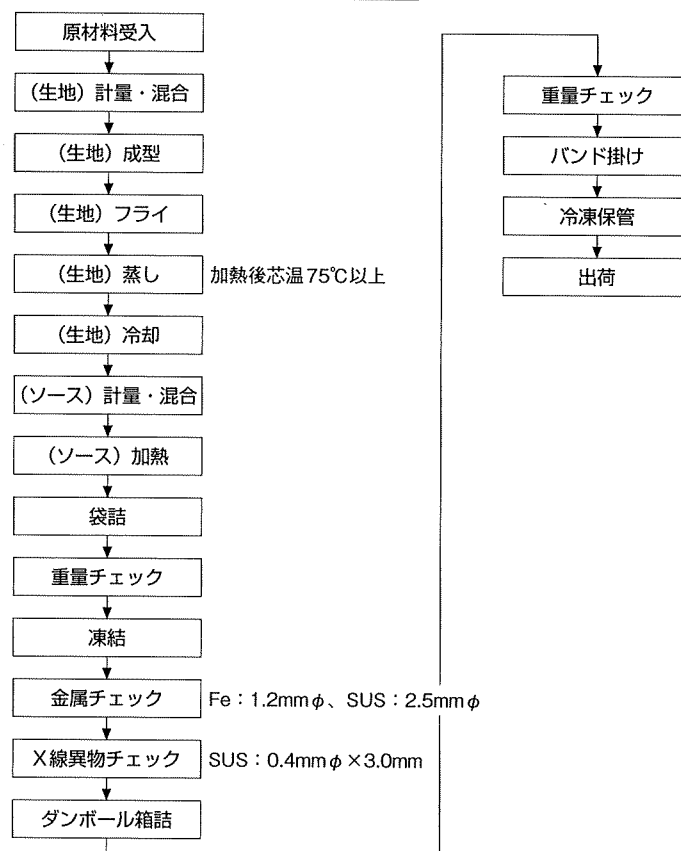 原材料受入
(生地)計量・混合
(生地)成型
(生地)フライ
(生地)蒸し 加熱後芯温75℃以上
(生地)冷却
(ソース)計量・混合
(ソース)加熱
袋詰
重量チェック
凍結
金属チェック Fe:1.2mmφ、SUS:2.5mmφ
X線異物チェック SUS:0.4mmφ×3.0mm
ダンボール箱詰
重量チェック
バンド掛け
冷凍保管
出荷